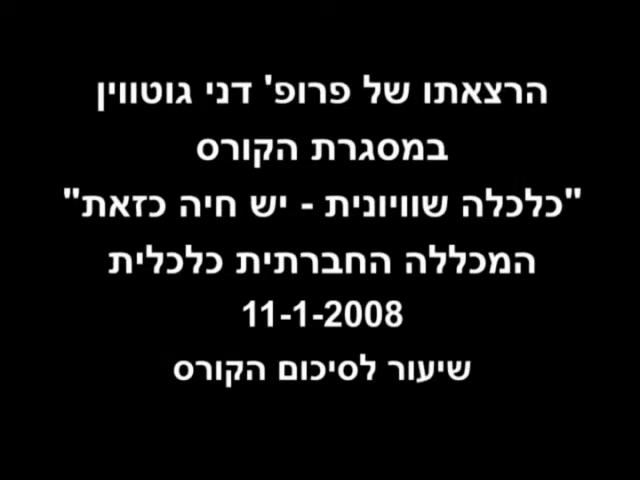 הרצאתו של פרופ' דני גוטווין
במסגרת הקורס
"כלכלה שוויונית - יש חיה כזאת"
המכללה החברתית כלכלית
11-1-2008
שיעור לסיכום הקורס